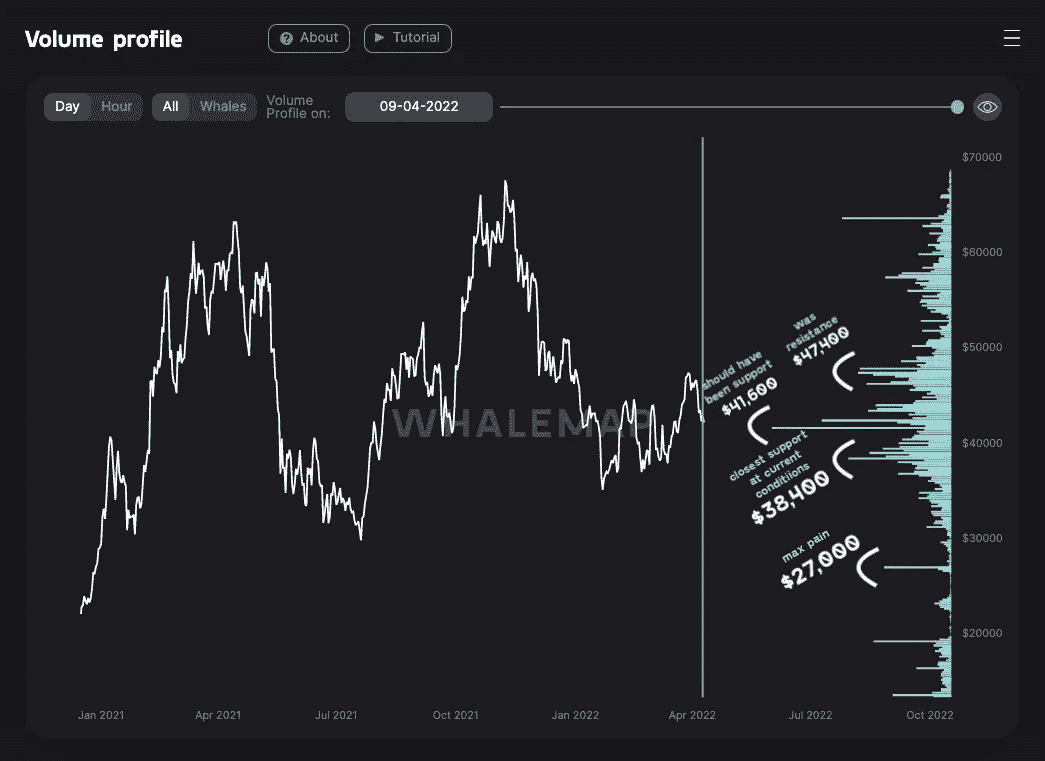 Volume profile
About
Tutorial
Day Hour
All Whales
Volume
Profile on:
09-04-2022
$70000
$60000
$50000
$40000
$30000
$20000
was
resistance
$47,400
should have
been support
$41,600
closest support
at current
conditiions
$38,400
max pain
$27,000
WHALEMAP
Jan 2021
Apr 2021
Jul 2021
Oct 2021
Jan 2022
Apr 2022
Jul 2022
Oct 2022